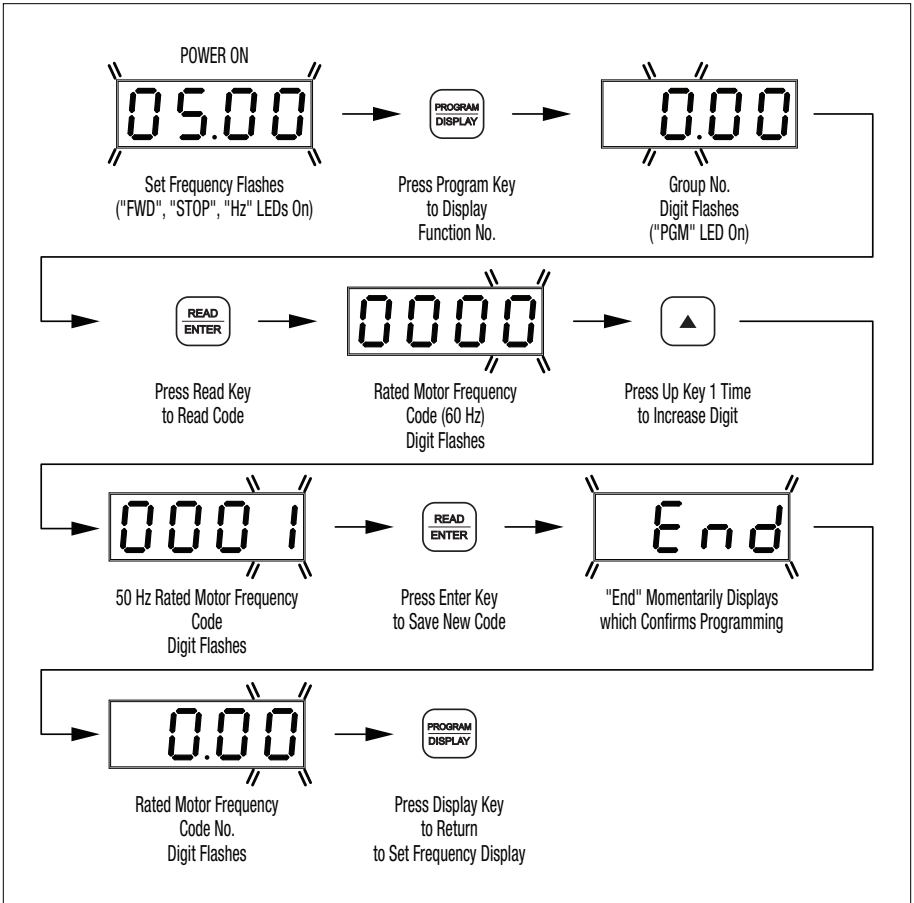 POWER ON
05.00
PROGRAM
DISPLAY
0.00
Set Frequency Flashes
("FWD", "STOP", "Hz" LEDs On)
Press Program Key
to Display
Function No.
Group No.
Digit Flashes
("PGM" LED On)
READ
ENTER
0000
▲
Press Read Key
to Read Code
Rated Motor Frequency
Code (60 Hz)
Digit Flashes
Press Up Key 1 Time
to Increase Digit
0001
READ
ENTER
End
50 Hz Rated Motor Frequency
Code
Digit Flashes
Press Enter Key
to Save New Code
"End" Momentarily Displays
which Confirms Programming
0.00
PROGRAM
DISPLAY
Rated Motor Frequency
Code No.
Digit Flashes
Press Display Key
to Return
to Set Frequency Display